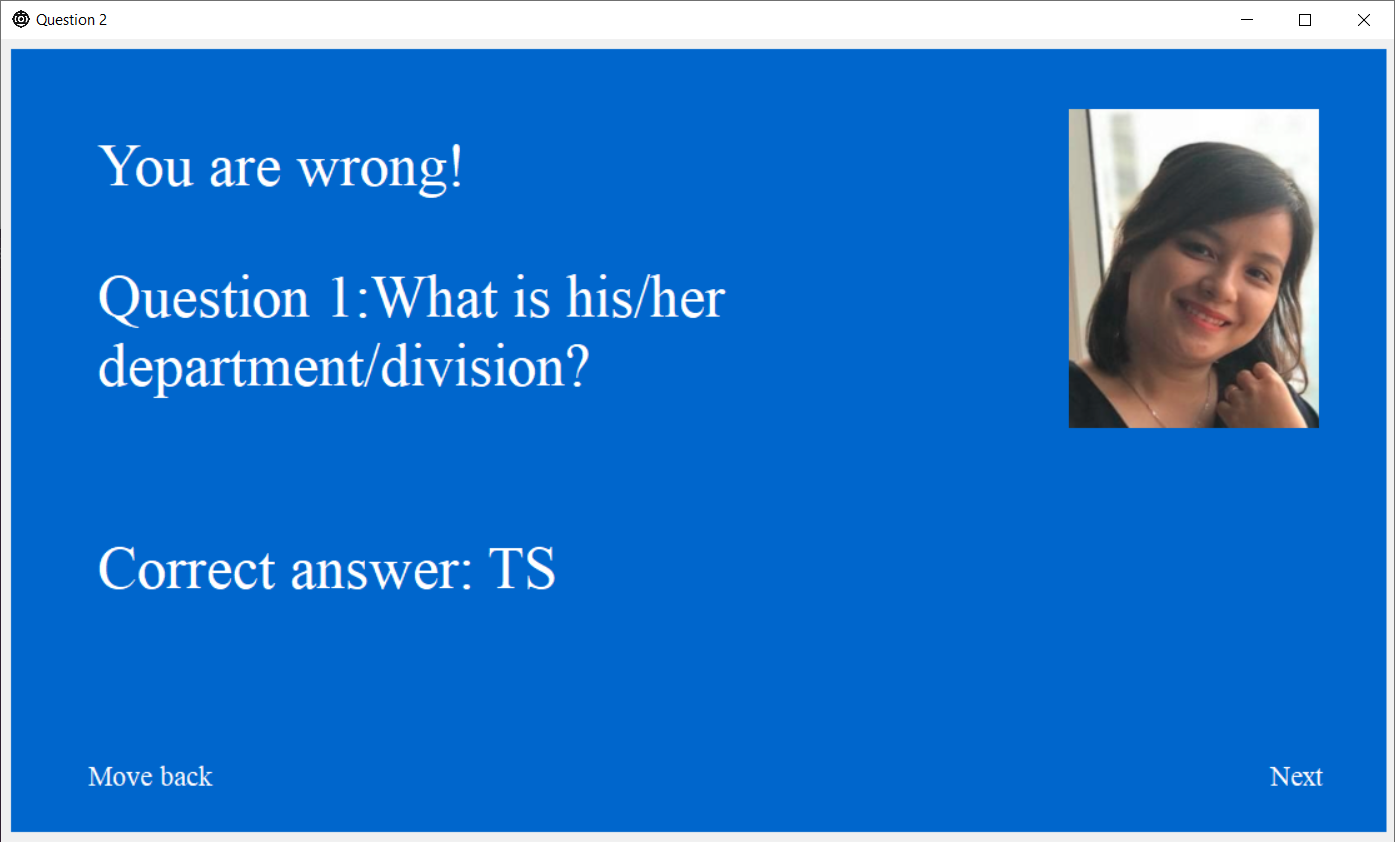 Question 2
You are wrong!
Question 1:What is his/her
department/division?
Correct answer: TS
Move back
Next